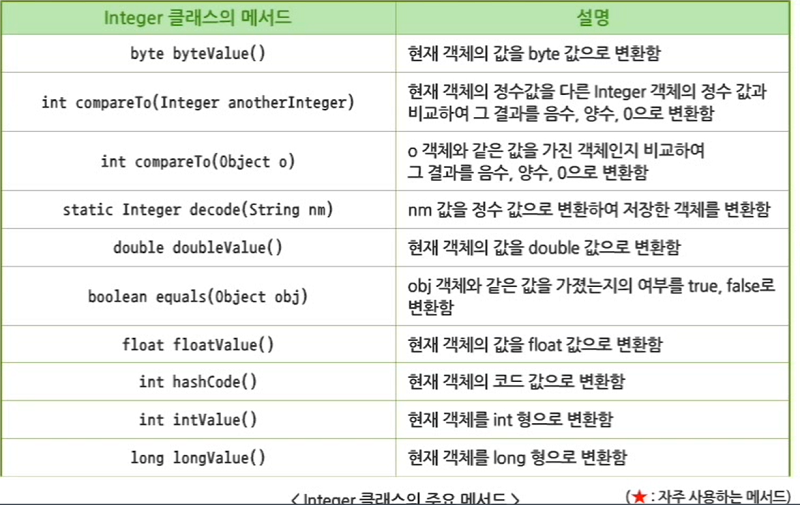 Integer 클래스의 메서드
설명
byte byteValue()
현재 객체의 값을 byte 값으로 변환함
int compareTo(Integer anotherInteger)
현재 객체의 정수값을 다른 Integer 객체의 정수 값과
비교하여 그 결과를 음수, 양수, 0으로 변환함
int compareTo(Object o)
o 객체와 같은 값을 가진 객체인지 비교하여
그 결과를 음수, 양수, 0으로 변환함
static Integer decode(String nm)
nm 값을 정수 값으로 변환하여 저장한 객체를 변환함
double doubleValue()
현재 객체의 값을 double 값으로 변환함
boolean equals(Object obj)
obj 객체와 같은 값을 가졌는지의 여부를 true, false로
변환함
float floatValue()
현재 객체의 값을 float 값으로 변환함
int hashCode()
현재 객체의 코드 값으로 변환함
int intValue()
현재 객체를 int 형으로 변환함
long longValue()
현재 객체를 long 형으로 변환함
< Integer 클래스의 주요 메서드 >
(★ : 자주 사용하는 메서드)